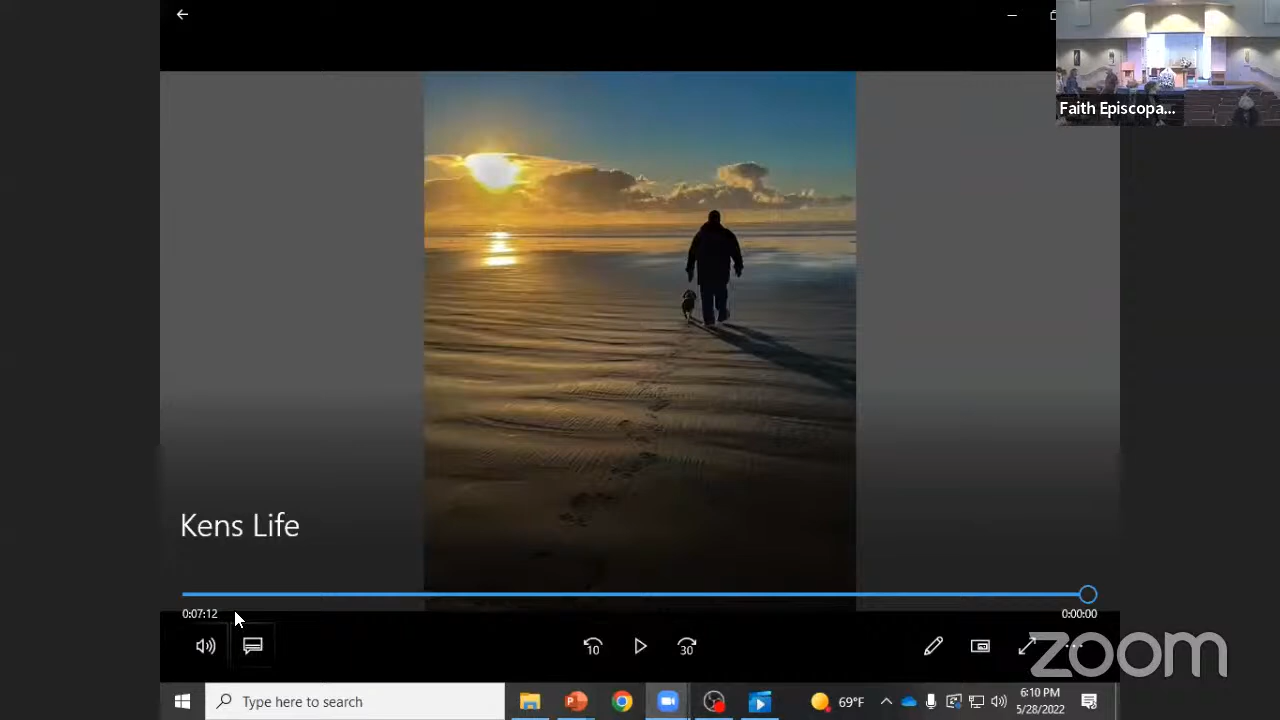 Faith Episcopa...
Kens Life
0:07:12
0:00:00
10
30
zoom
Type here to search
69°F
6:10 PM
5/28/2022